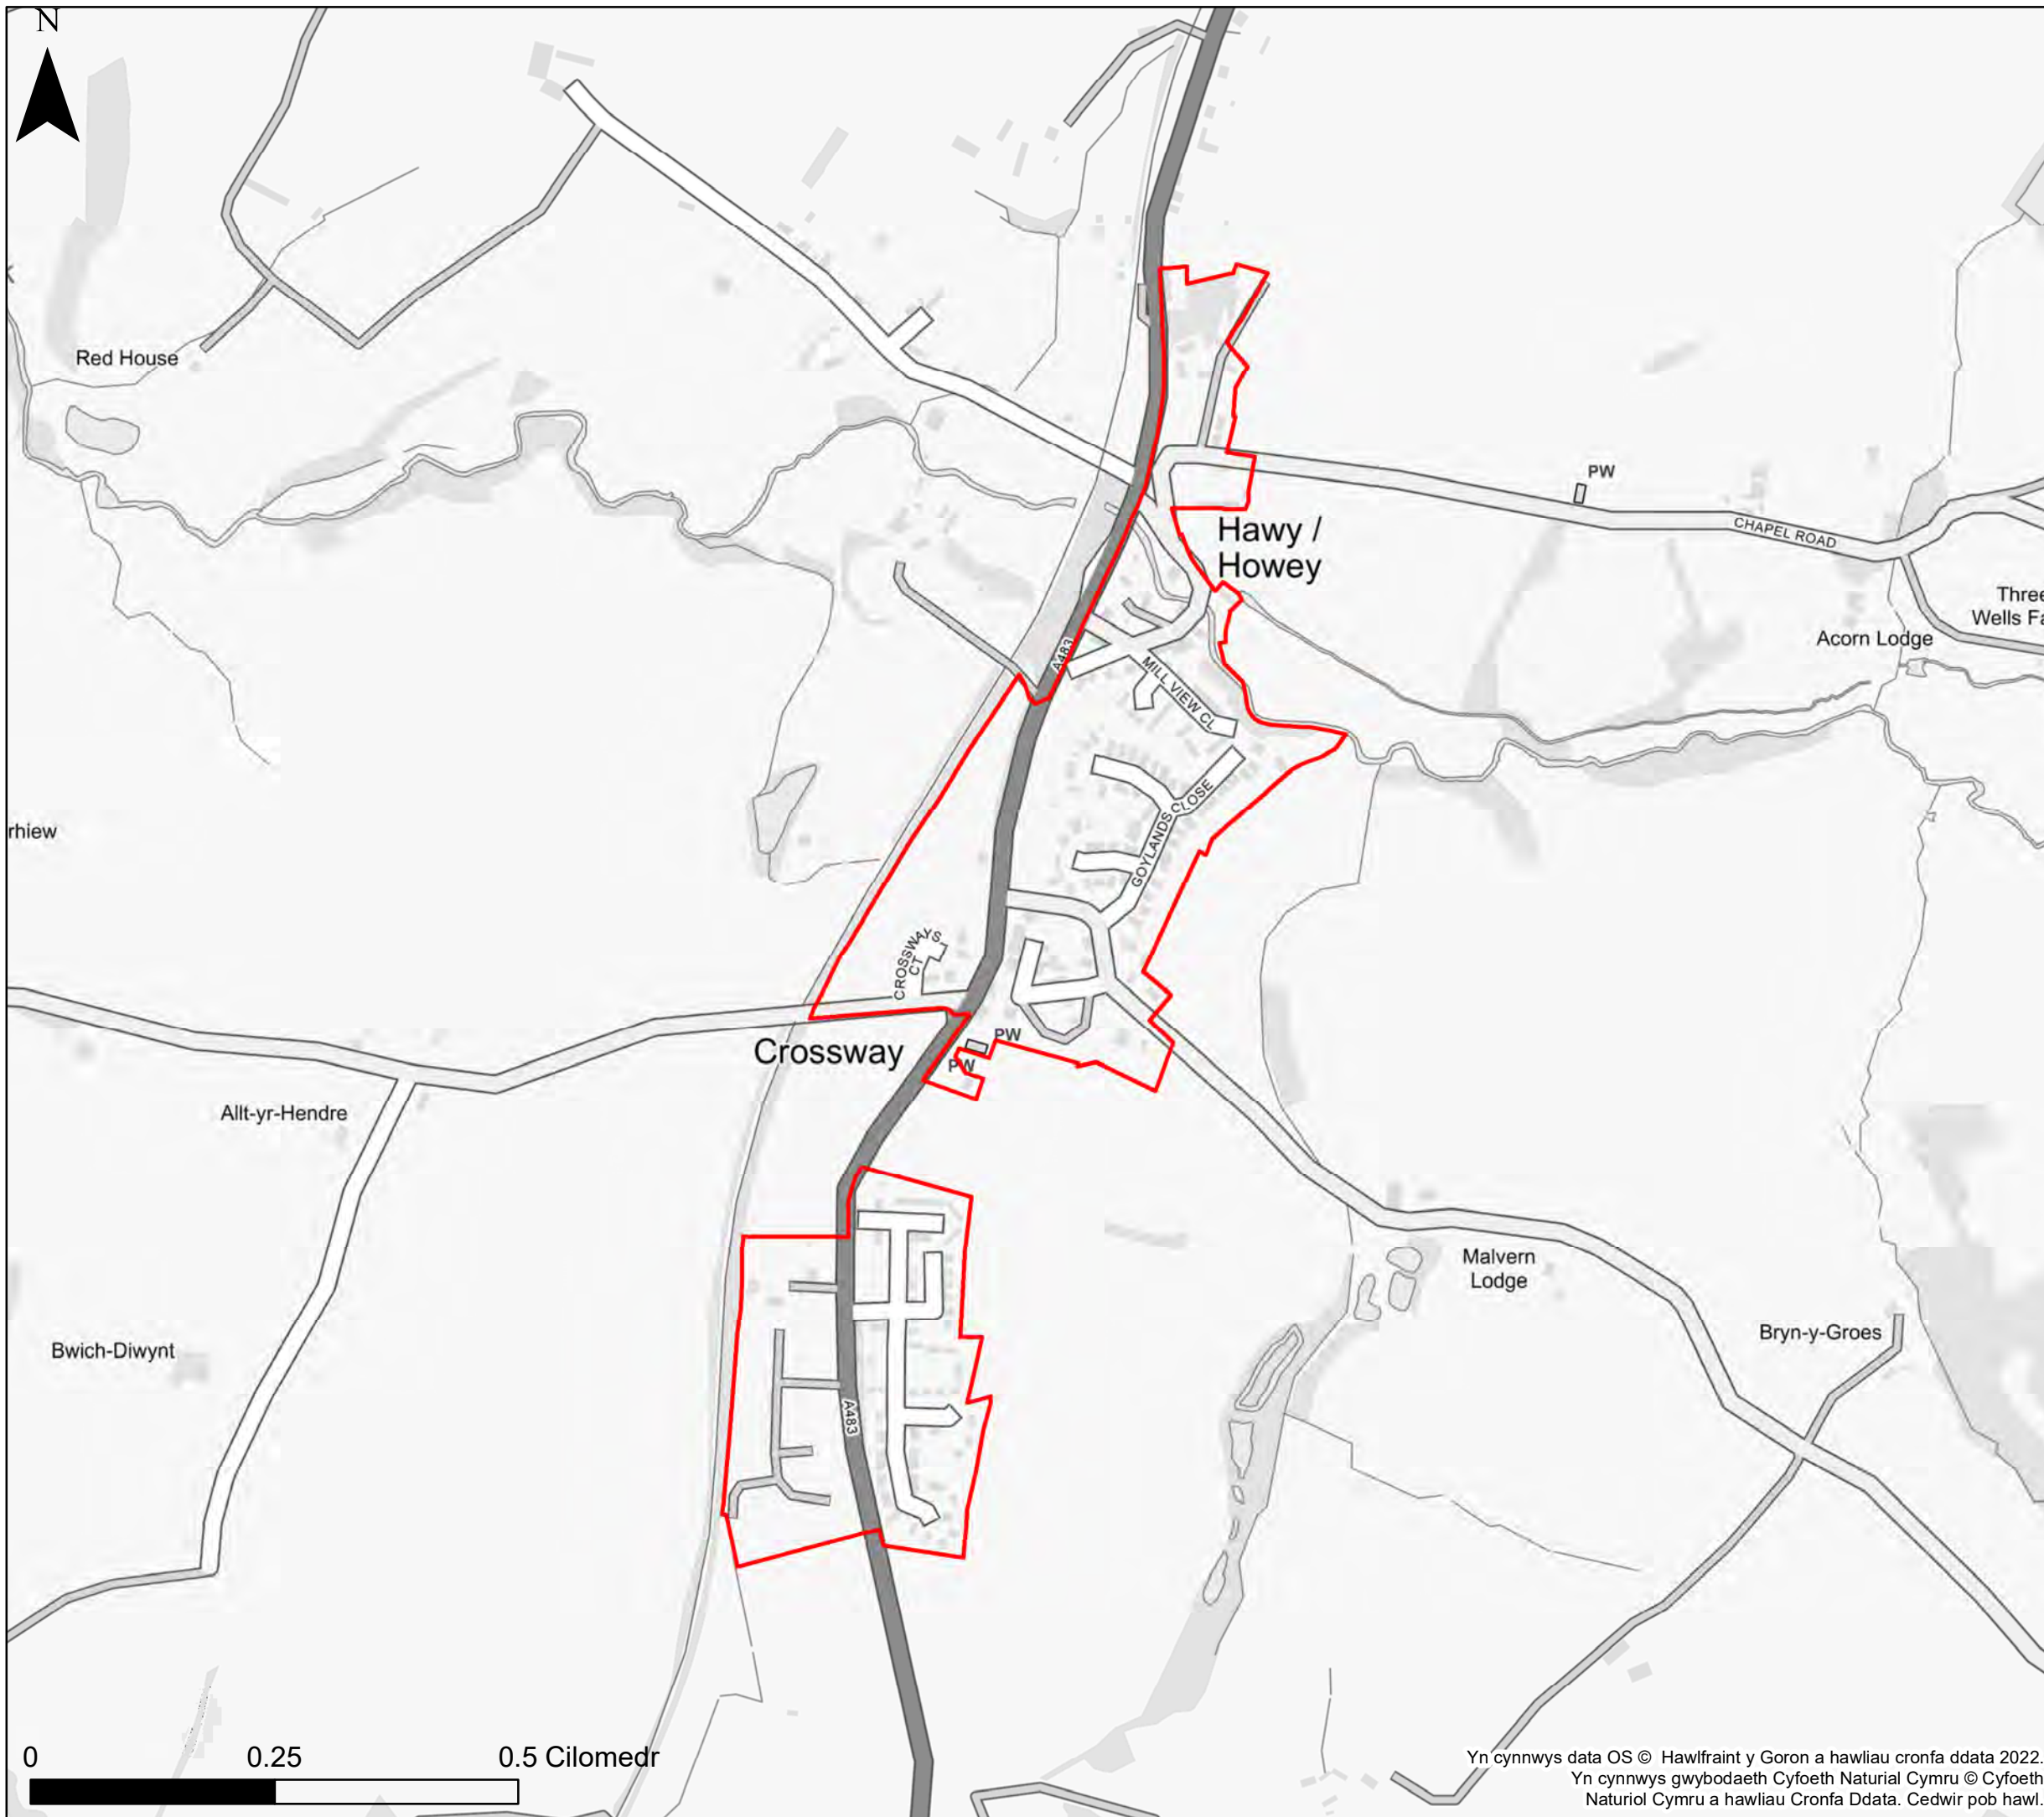 N
Red House
PW
Hawy /
Howey
CHAPEL ROAD
Three
Wells Fa
Acorn Lodge
A483
MILL VIEW CL
GOYLANDS CLOSE
rhiew
CROSSWAYS
CT
PW
Crossway
PW
Allt-yr-Hendre
Malvern
Lodge
Bryn-y-Groes
Bwich-Diwynt
A483
0 0.25 0.5 Cilomedr
Yn cynnwys data OS © Hawlfraint y Goron a hawliau cronfa ddata 2022.
Yn cynnwys gwybodaeth Cyfoeth Naturial Cymru © Cyfoeth
Naturiol Cymru a hawliau Cronfa Ddata. Cedwir pob hawl.